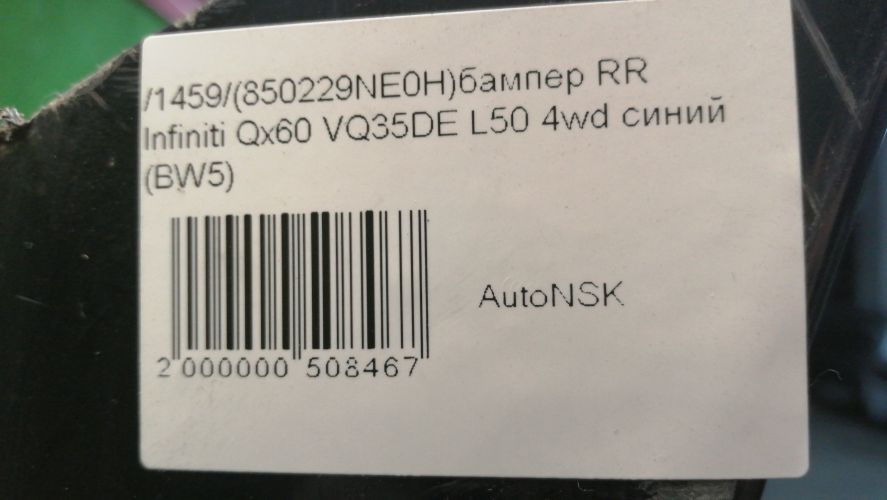 /1459/(850229NE0H)бампер RR
Infiniti Qx60 VQ35DE L50 4wd синий
(BW5)
AutoNSK
2 000000 508467